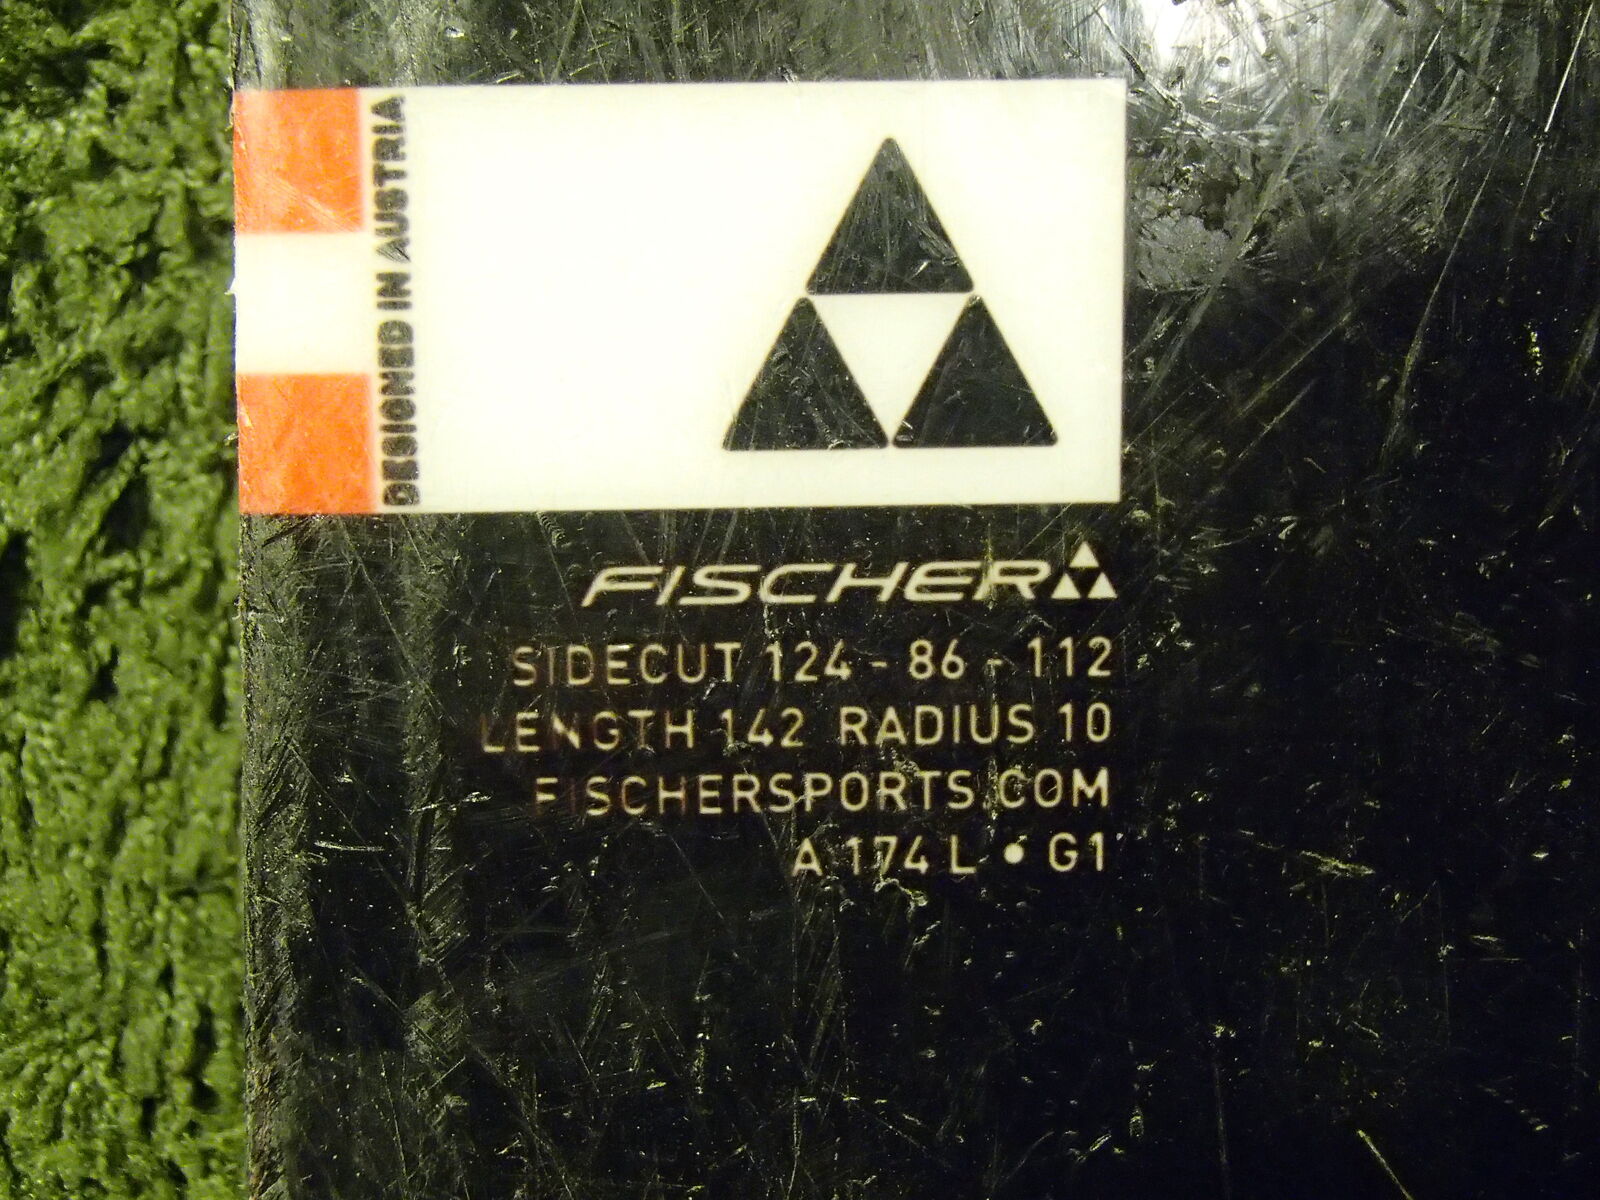 DESIGNED IN AUSTRIA
FISCHER
SIDECUT 124 - 86 - 112
LENGTH 142 RADIUS 10
FISCHERSPORTS.COM
A 174 L • G1